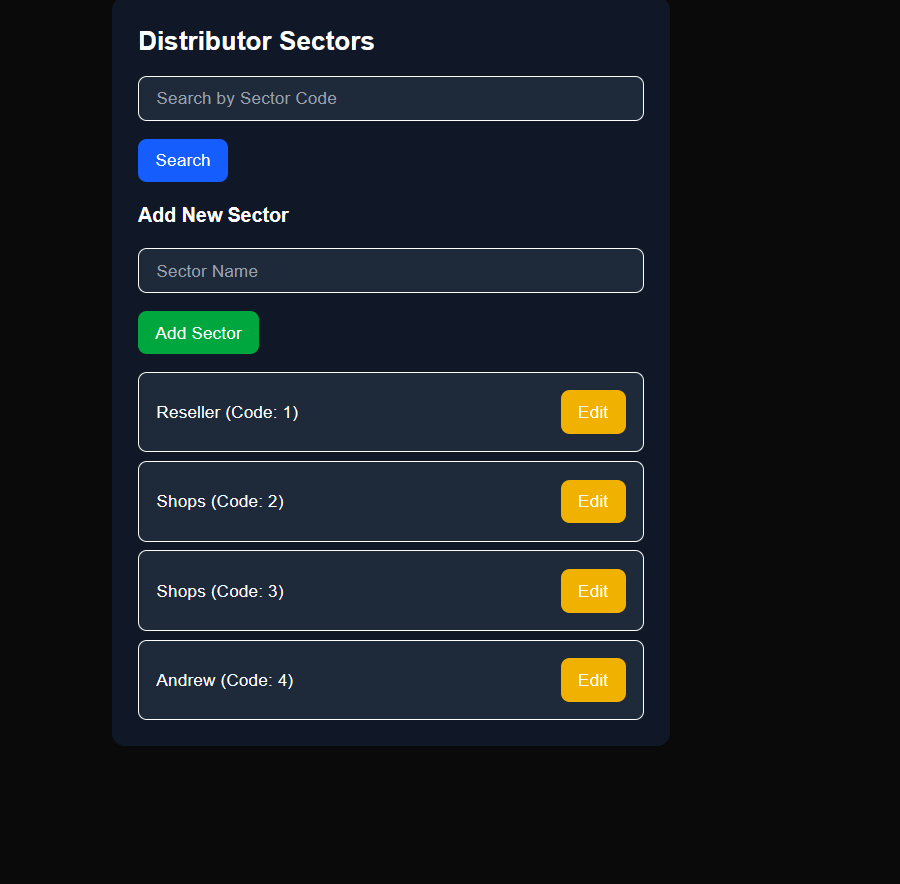 Distributor Sectors
Search by Sector Code
Search
Add New Sector
Sector Name
Add Sector
Reseller (Code: 1) Edit
Shops (Code: 2) Edit
Shops (Code: 3) Edit
Andrew (Code: 4) Edit